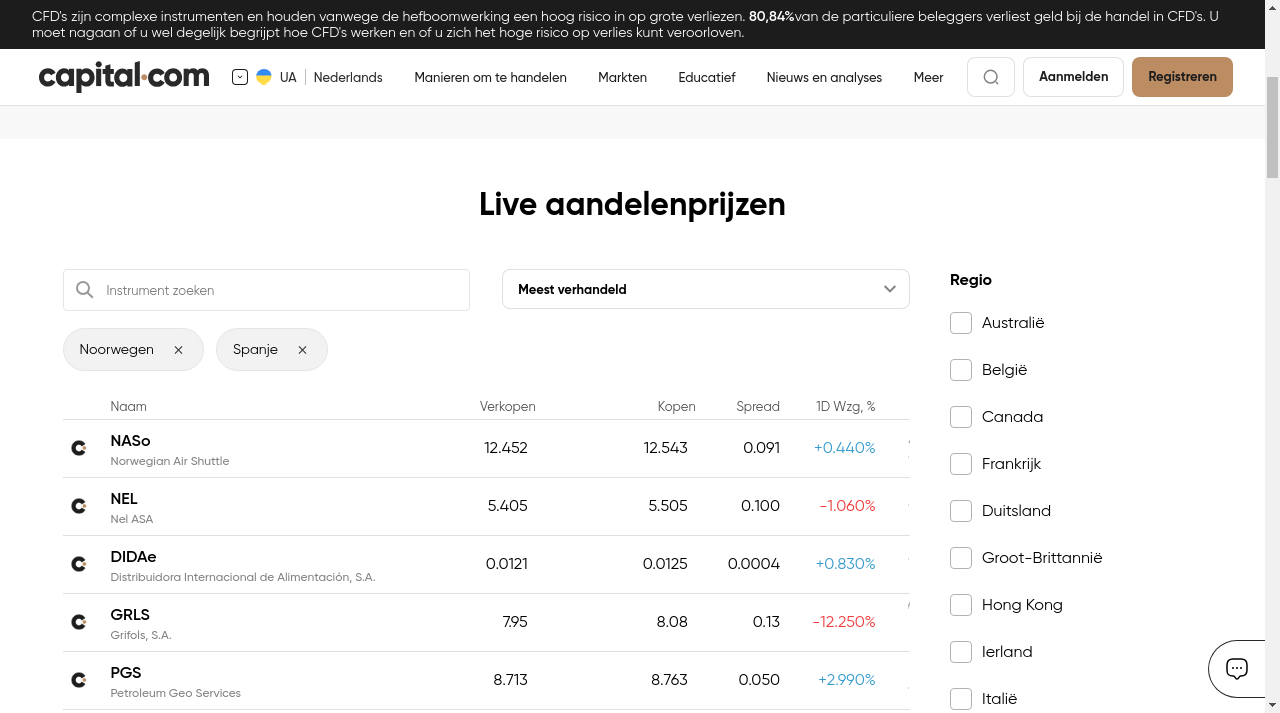 CFD's zijn complexe instrumenten en houden vanwege de hefboomwerking een hoog risico in op grote verliezen. 80,84%van de particuliere beleggers verliest geld bij de handel in CFD's. U
moet nagaan of u wel degelijk begrijpt hoe CFD's werken en of u zich het hoge risico op verlies kunt veroorloven.
capital.com UA Nederlands Manieren om te handelen Markten Educatief Nieuws en analyses Meer Aanmelden Registreren
Live aandelenprijzen
Instrument zoeken Meest verhandeld Regio
Noorwegen Spanje
Naam Verkopen Kopen Spread 1D Wzg, %
NASo 12.452 12.543 0.091 +0.440%
Norwegian Air Shuttle
NEL 5.405 5.505 0.100 -1.060%
Nel ASA
DIDAe 0.0121 0.0125 0.0004 +0.830%
Distribuidora Internacional de Alimentación, S.A.
GRLS 7.95 8.08 0.13 -12.250%
Grifols, S.A.
PGS 8.713 8.763 0.050 +2.990%
Petroleum Geo Services
Australië
België
Canada
Frankrijk
Duitsland
Groot-Brittannië
Hong Kong
Ierland
Italië